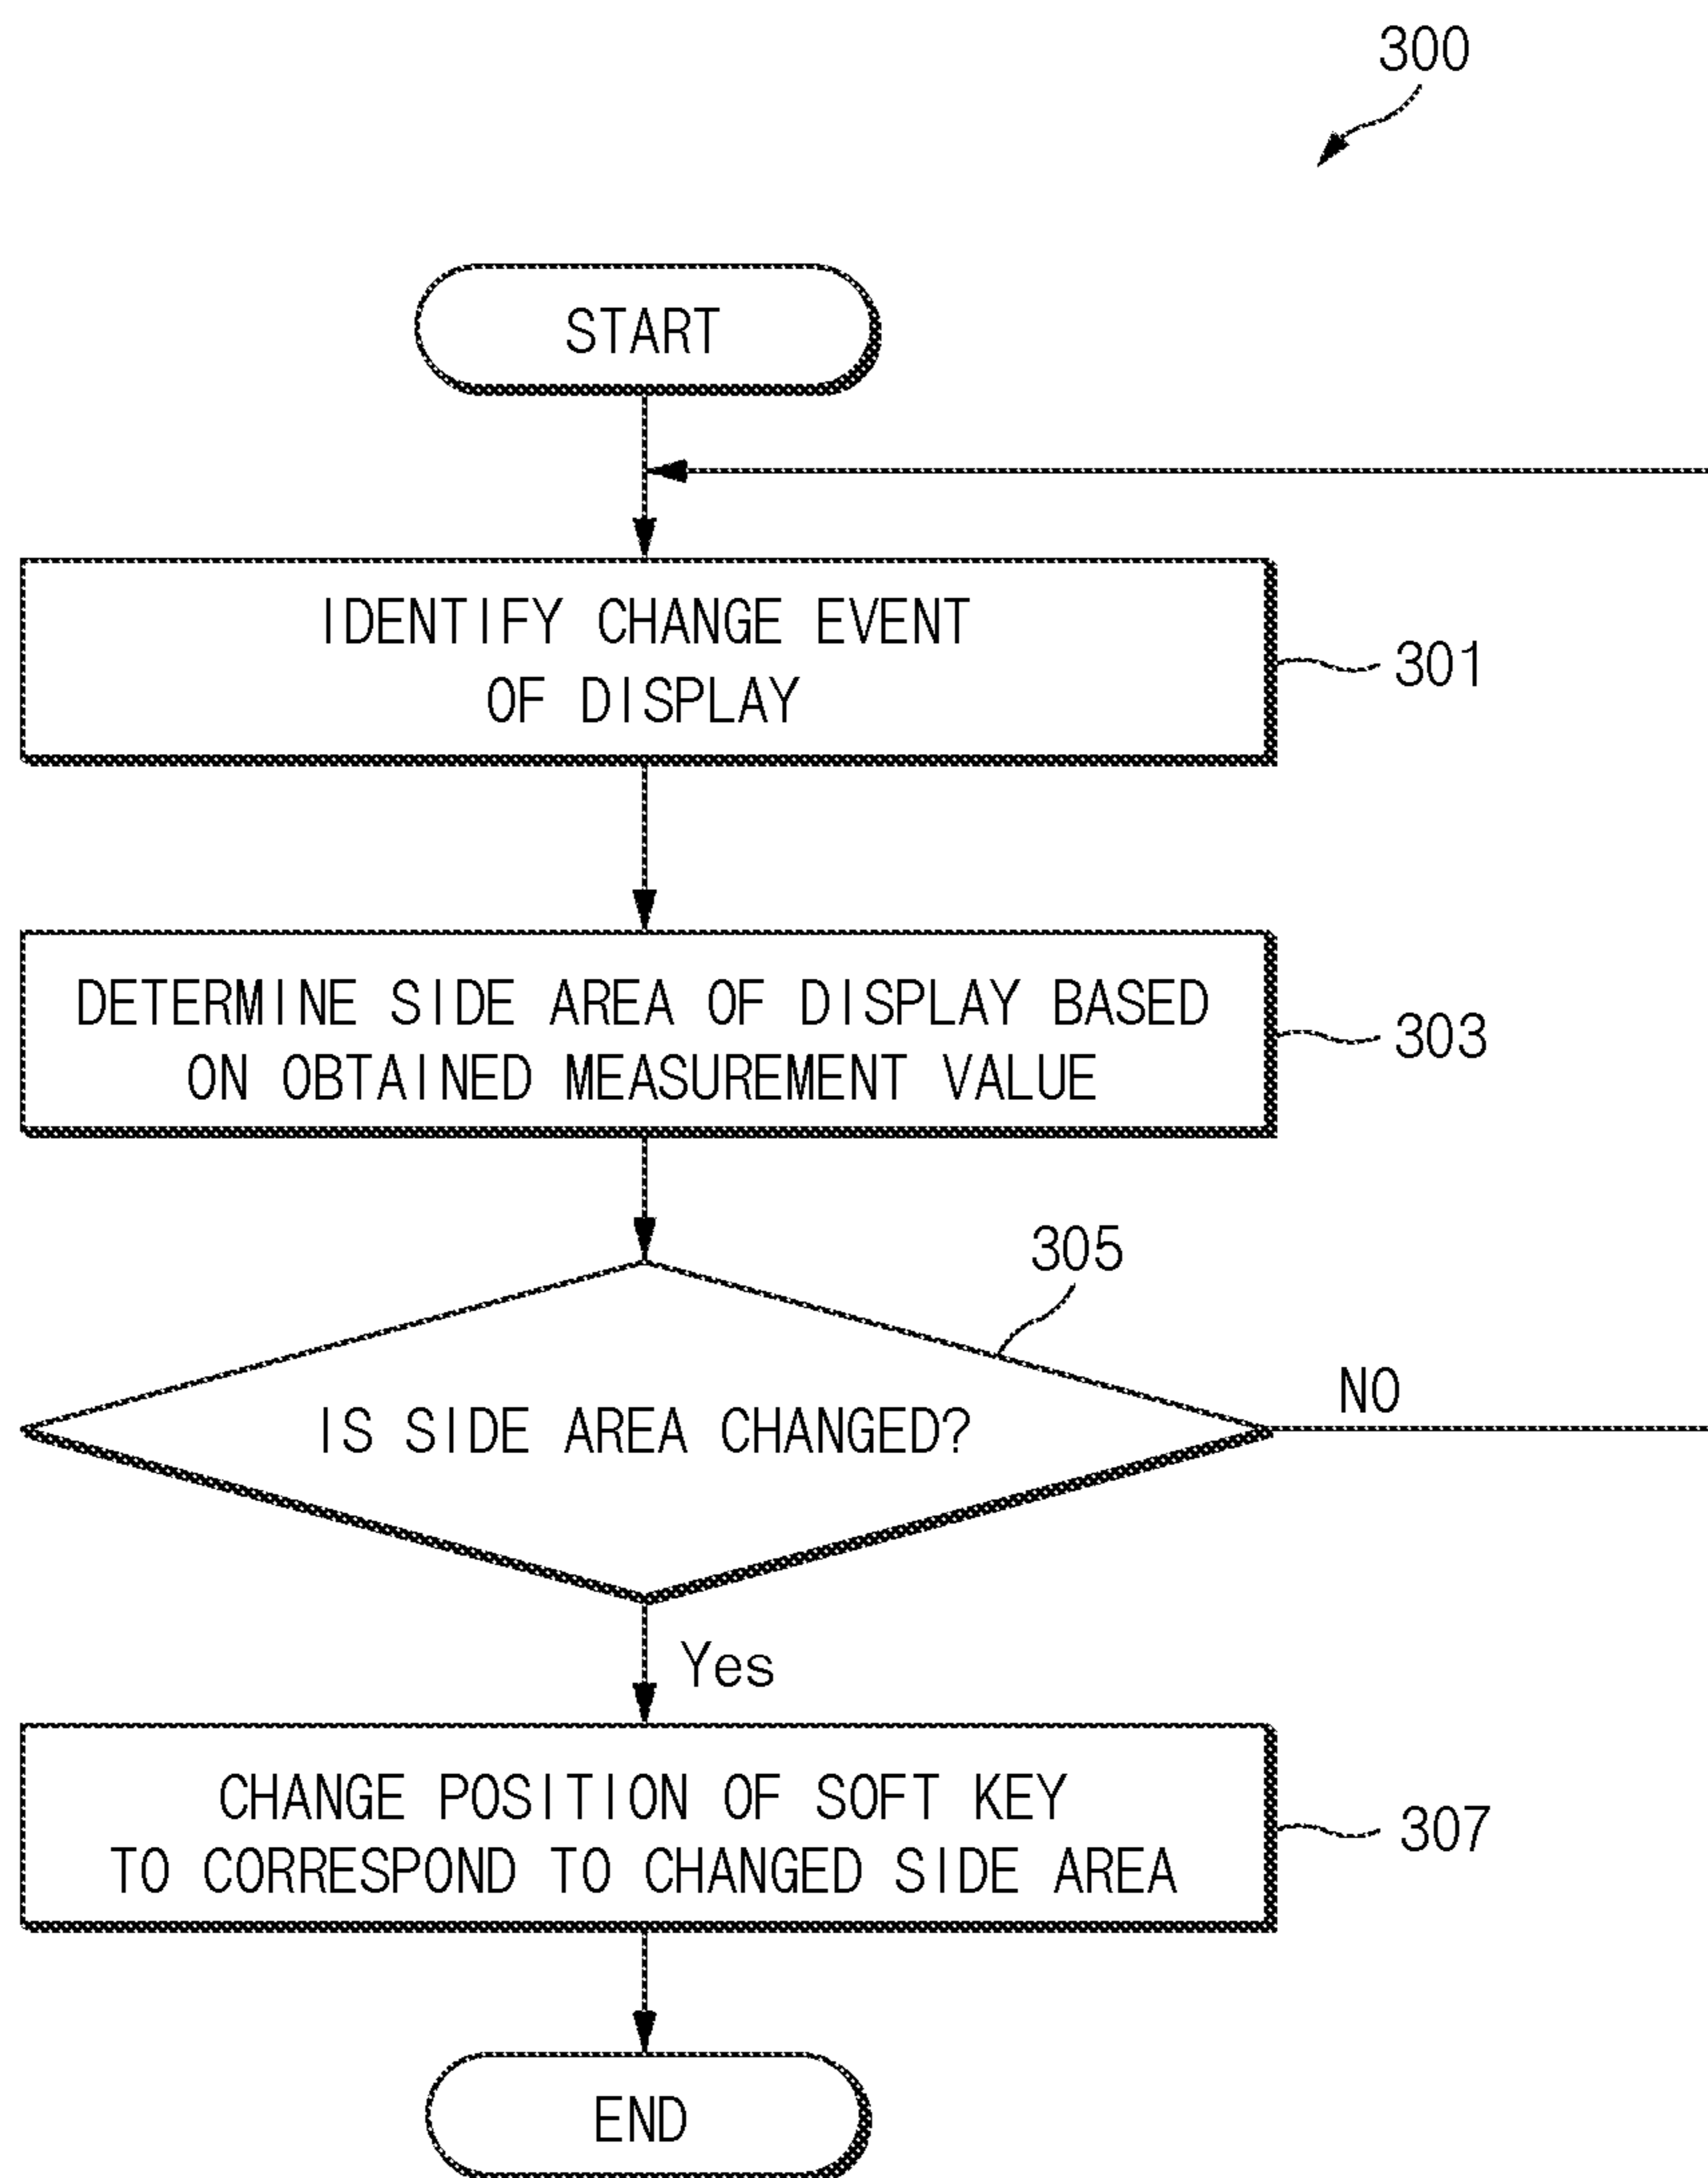 300
START
IDENTIFY CHANGE EVENT
OF DISPLAY
301
DETERMINE SIDE AREA OF DISPLAY BASED
ON OBTAINED MEASUREMENT VALUE
303
305
IS SIDE AREA CHANGED?
NO
Yes
CHANGE POSITION OF SOFT KEY
TO CORRESPOND TO CHANGED SIDE AREA
307
END